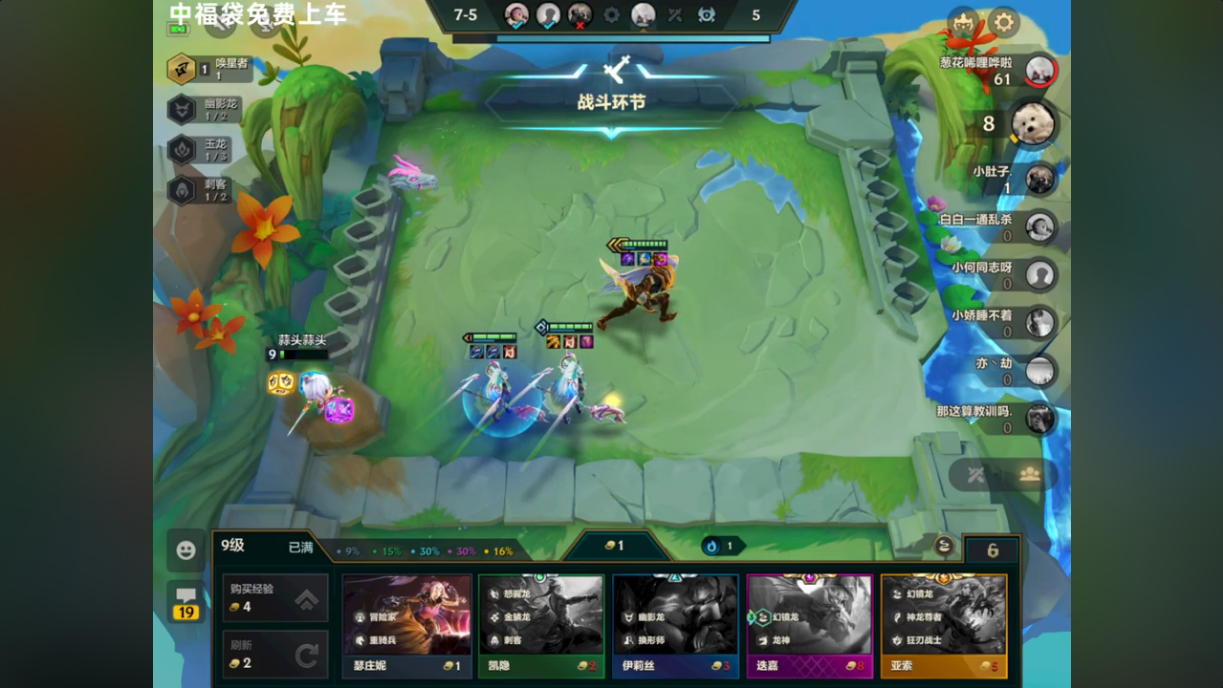 中福袋免费上车
7-5
5
唤星者
1
1
幽影龙
1/2
玉龙
1/3
刺客
1/2
战斗环节
葱花唏哩哗啦
61
8
小肚子.
1
白白一通乱杀
0
小何同志呀
0
小娇睡不着
0
亦丶劫
0
那这算教训吗.
0
蒜头蒜头
9
19
9级
已满
9%
15%
30%
30%
16%
1
1
6
购买经验
4
刷新
2
冒险家
重骑兵
瑟庄妮
1
怒翼龙
金鳞龙
刺客
凯隐
2
幽影龙
换形师
伊莉丝
3
幻镜龙
龙神
迭嘉
8
幻镜龙
神龙尊者
狂刃战士
亚索
5